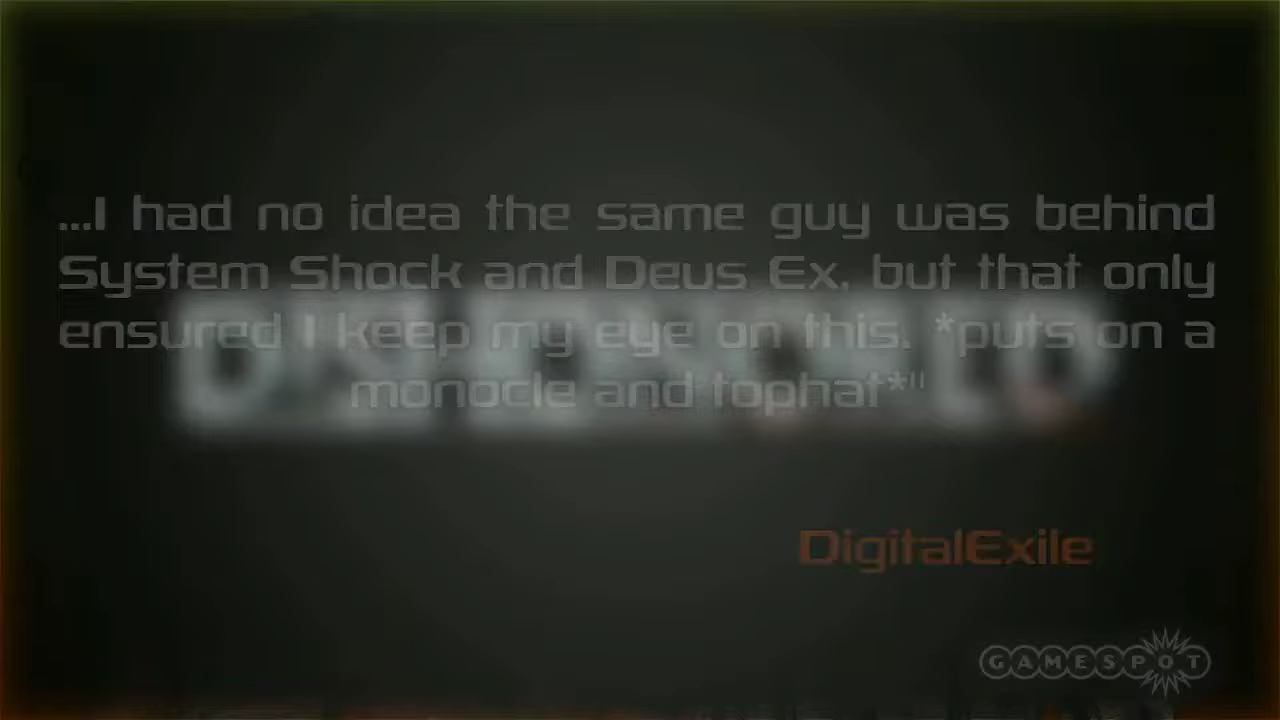 ...I had no idea the same guy was behind
System Shock and Deus Ex, but that only
ensured I keep my eye on this. *puts on a
monocle and tophat*"
DigitalExile
GAMESPOT